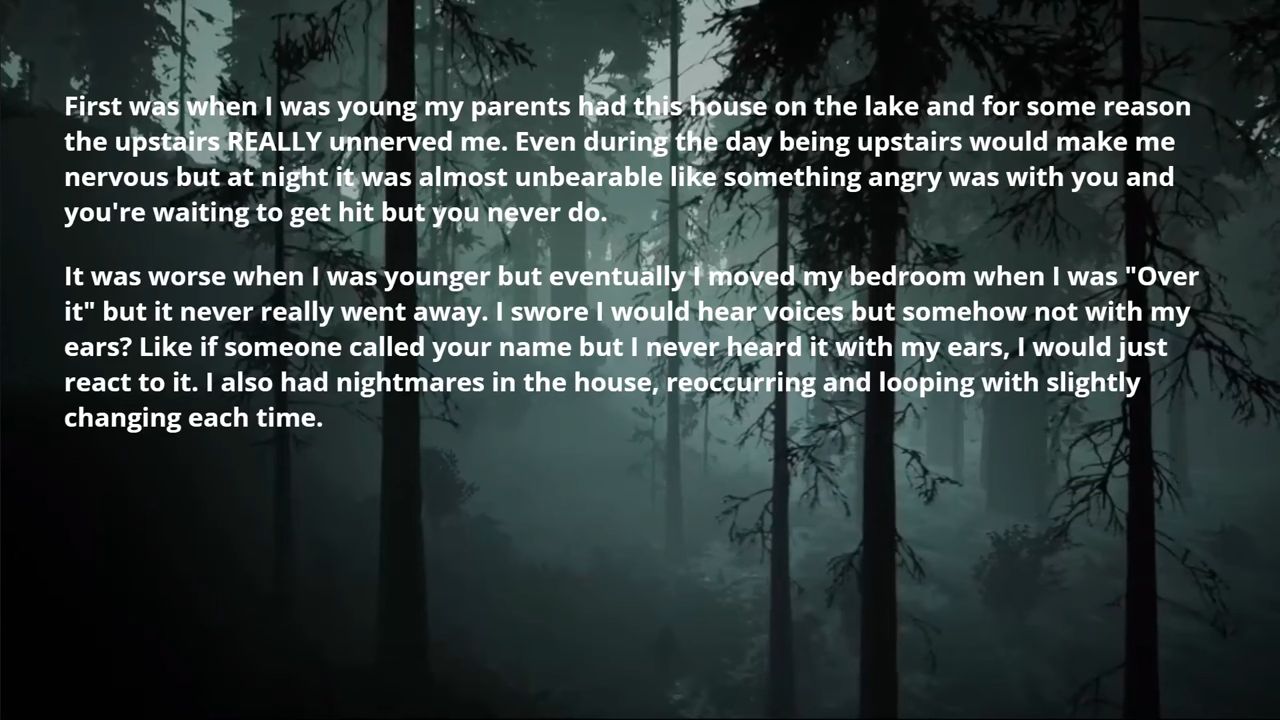 First was when I was young my parents had this house on the lake and for some reason
the upstairs REALLY unnerved me. Even during the day being upstairs would make me
nervous but at night it was almost unbearable like something angry was with you and
you're waiting to get hit but you never do.
It was worse when I was younger but eventually I moved my bedroom when I was "Over
it" but it never really went away. I swore I would hear voices but somehow not with my
ears? Like if someone called your name but I never heard it with my ears, I would just
react to it. I also had nightmares in the house, reoccurring and looping with slightly
changing each time.